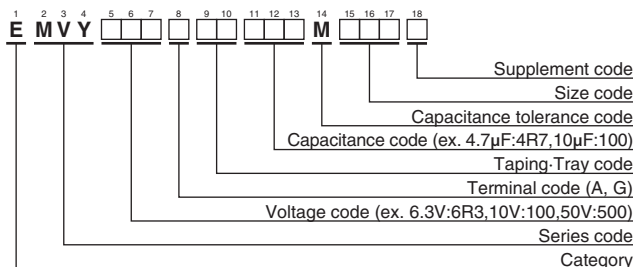 1 2 3 4 5 6 7 8 9 10 11 12 13 14 15 16 17 18
E M V Y M
Supplement code
Size code
Capacitance tolerance code
Capacitance code (ex. 4.7μF:4R7,10μF:100)
Taping·Tray code
Terminal code (A, G)
Voltage code (ex. 6.3V:6R3,10V:100,50V:500)
Series code
Category